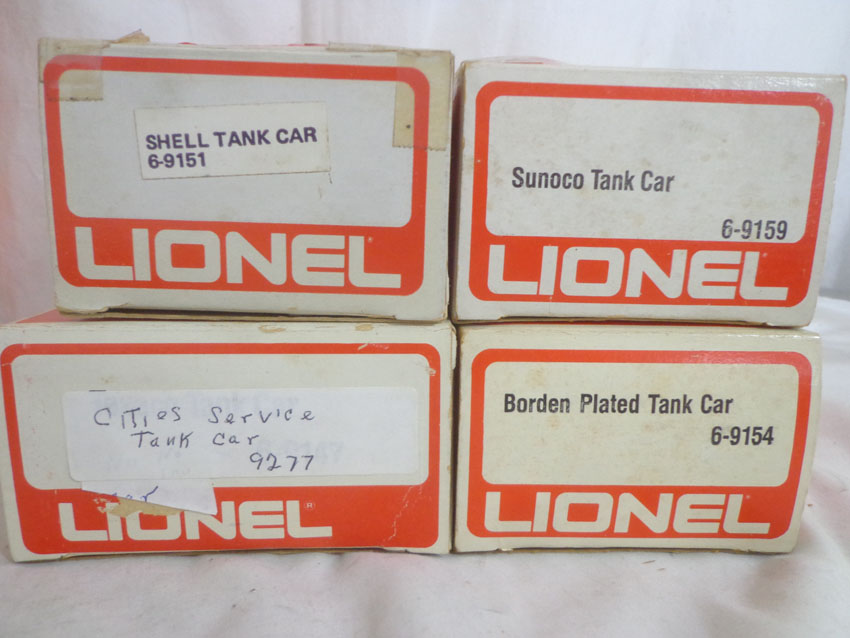 SHELL TANK CAR
6-9151
LIONEL
Sunoco Tank Car
6-9159
LIONEL
Cities Service
Tank Car
9277
car
LIONEL®
Borden Plated Tank Car
6-9154
LIONEL